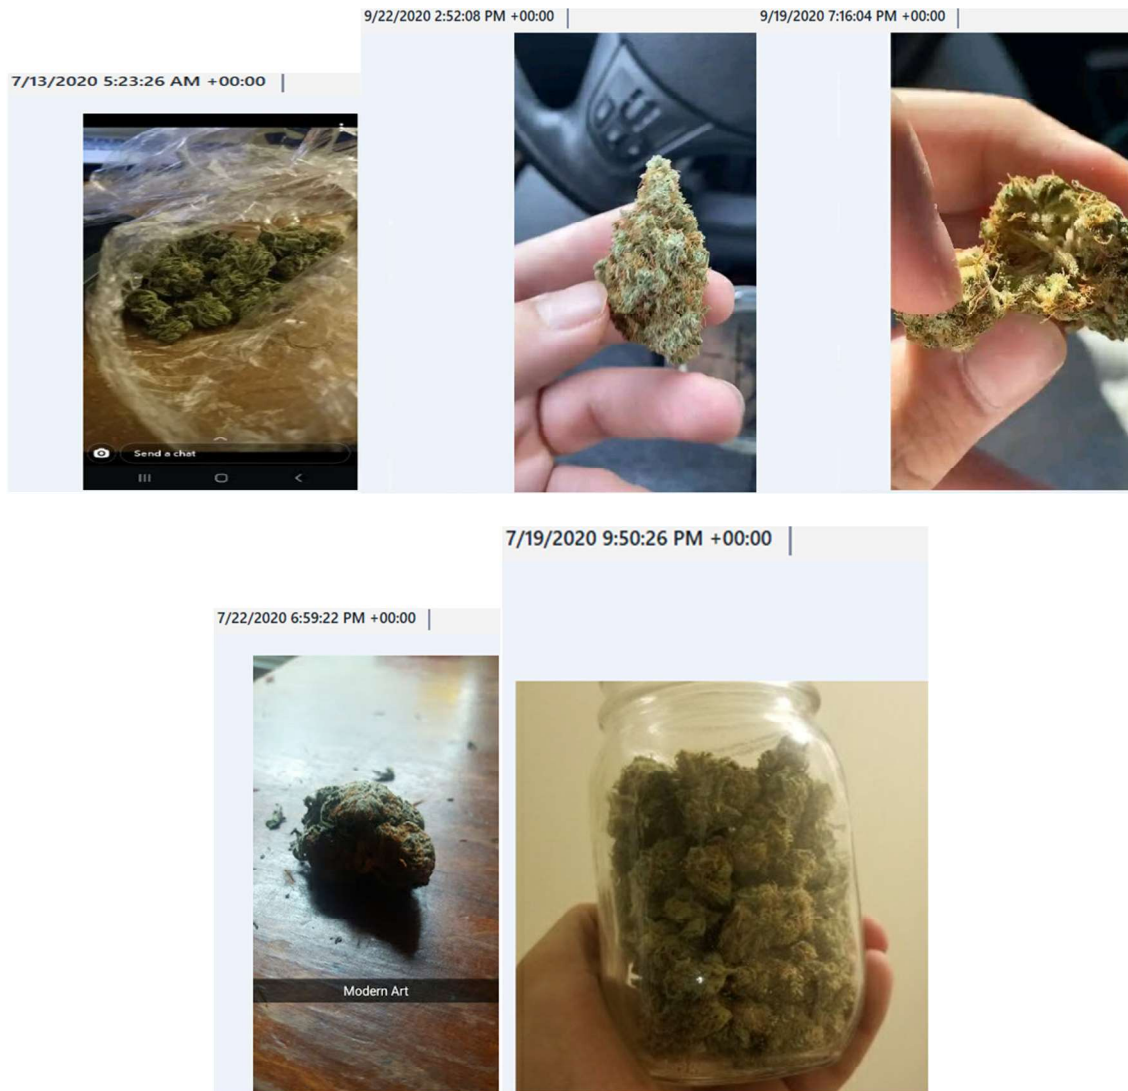 9/22/2020 2:52:08 PM +00:00
9/19/2020 7:16:04 PM +00:00
7/13/2020 5:23:26 AM +00:00
Send a chat
7/19/2020 9:50:26 PM +00:00
7/22/2020 6:59:22 PM +00:00
Modern Art